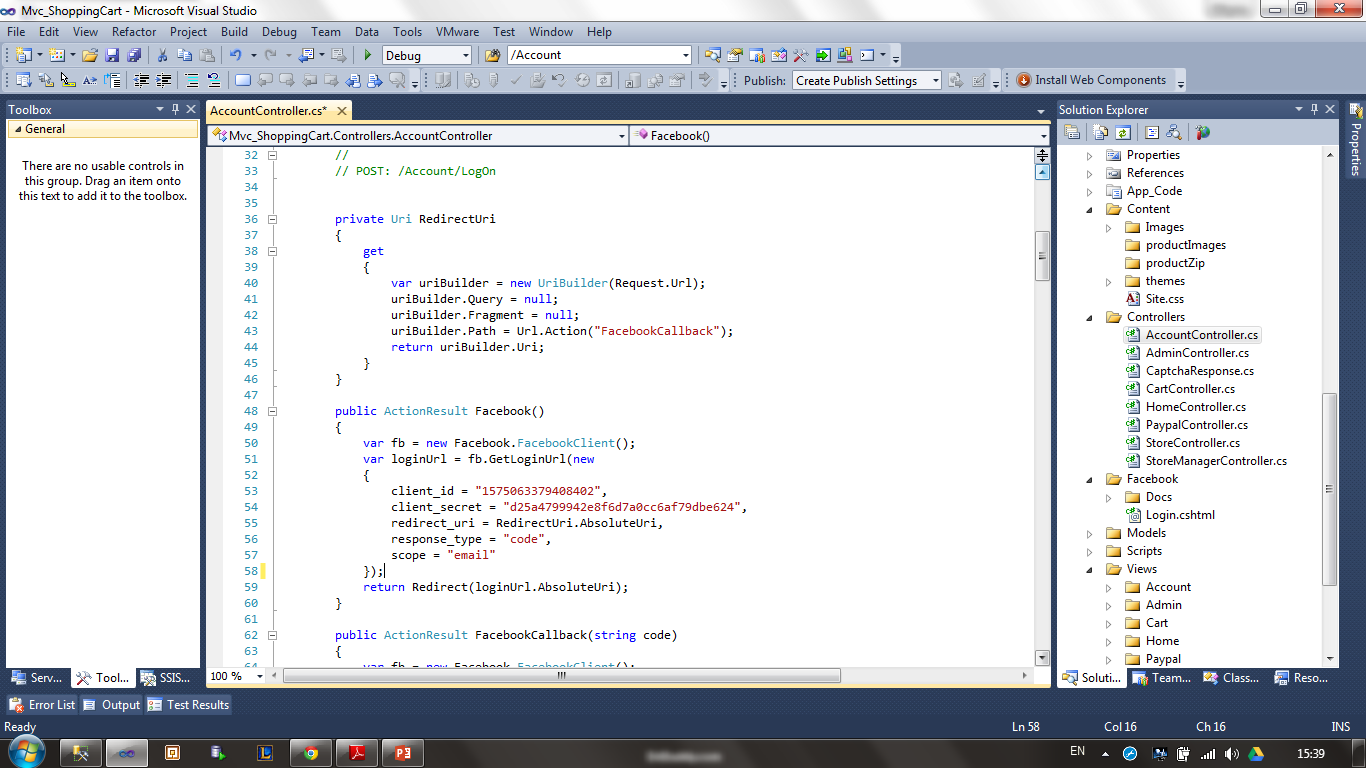 Mvc_ShoppingCart - Microsoft Visual Studio
File Edit View Refactor Project Build Debug Team Data Tools VMware Test Window Help
Debug /Account
Publish: Create Publish Settings Install Web Components
Toolbox
General
There are no usable controls in
this group. Drag an item onto
this text to add it to the toolbox.
Serv... Tool... SSIS...
AccountController.cs*
Mvc_ShoppingCart.Controllers.AccountController Facebook()
32 //
33 // POST: /Account/LogOn
34
35
36 private Uri RedirectUri
37 {
38 get
39 {
40 var uriBuilder = new UriBuilder(Request.Url);
41 uriBuilder.Query = null;
42 uriBuilder.Fragment = null;
43 uriBuilder.Path = Url.Action("FacebookCallback");
44 return uriBuilder.Uri;
45 }
46 }
47
48 public ActionResult Facebook()
49 {
50 var fb = new Facebook.FacebookClient();
51 var loginUrl = fb.GetLoginUrl(new
52 {
53 client_id = "1575063379408402",
54 client_secret = "d25a4799942e8f6d7a0cc6af79dbe624",
55 redirect_uri = RedirectUri.AbsoluteUri,
56 response_type = "code",
57 scope = "email"
58 });
59 return Redirect(loginUrl.AbsoluteUri);
60 }
61
62 public ActionResult FacebookCallback(string code)
63 {
64 var fb = new Facebook.FacebookClient();
100 %
Solution Explorer
Properties
References
App_Code
Content
Images
productImages
productZip
themes
Site.css
Controllers
AccountController.cs
AdminController.cs
CaptchaResponse.cs
CartController.cs
HomeController.cs
PaypalController.cs
StoreController.cs
StoreManagerController.cs
Facebook
Docs
Login.cshtml
Models
Scripts
Views
Account
Admin
Cart
Home
Paypal
Soluti... Team... Class... Reso...
Properties
Error List Output Test Results
Ready Ln 58 Col 16 Ch 16 INS
EN 15:39